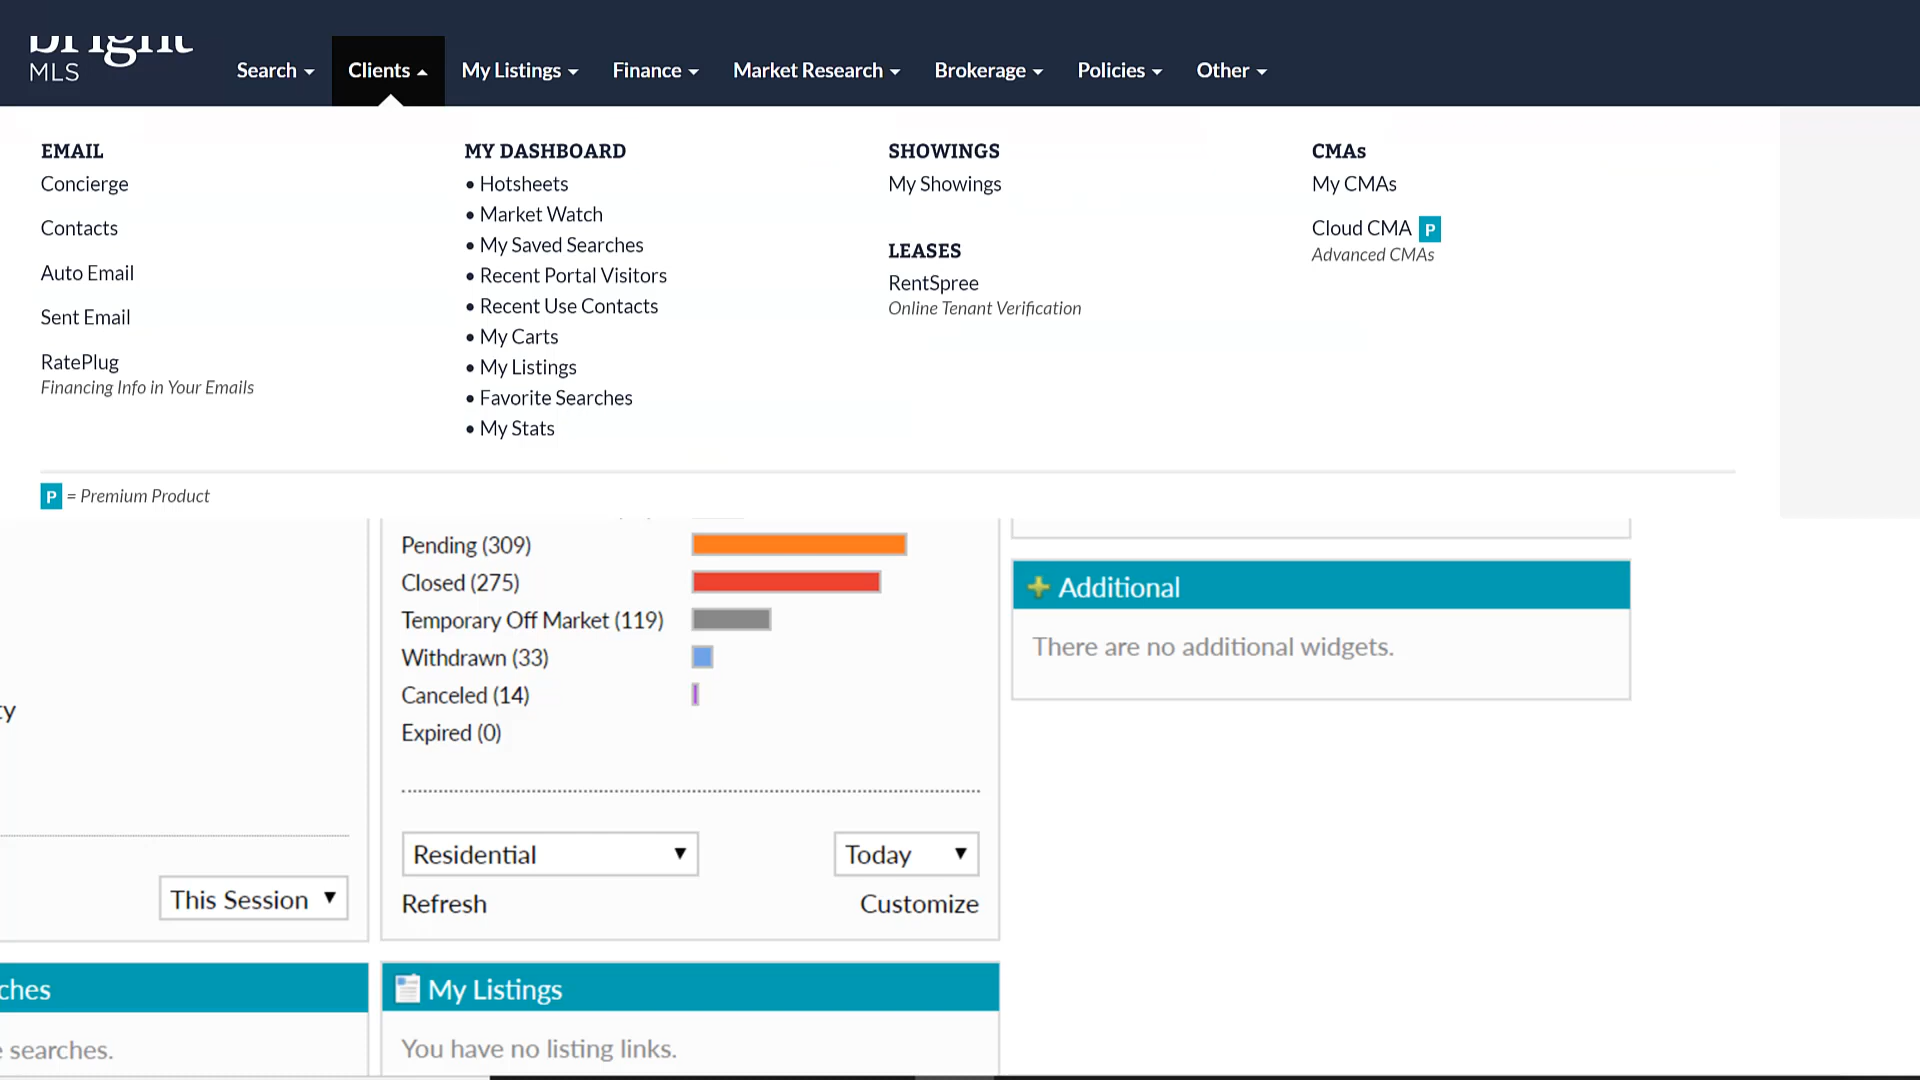 bright
MLS
Search
Clients
My Listings
Finance
Market Research
Brokerage
Policies
Other
EMAIL
Concierge
Contacts
Auto Email
Sent Email
RatePlug
Financing Info in Your Emails
MY DASHBOARD
• Hotsheets
• Market Watch
• My Saved Searches
• Recent Portal Visitors
• Recent Use Contacts
• My Carts
• My Listings
• Favorite Searches
• My Stats
SHOWINGS
My Showings
LEASES
RentSpree
Online Tenant Verification
CMAs
My CMAs
Cloud CMA P
Advanced CMAs
P = Premium Product
ty
This Session
Pending (309)
Closed (275)
Temporary Off Market (119)
Withdrawn (33)
Canceled (14)
Expired (0)
Residential
Today
Refresh
Customize
Additional
There are no additional widgets.
ches
searches.
My Listings
You have no listing links.